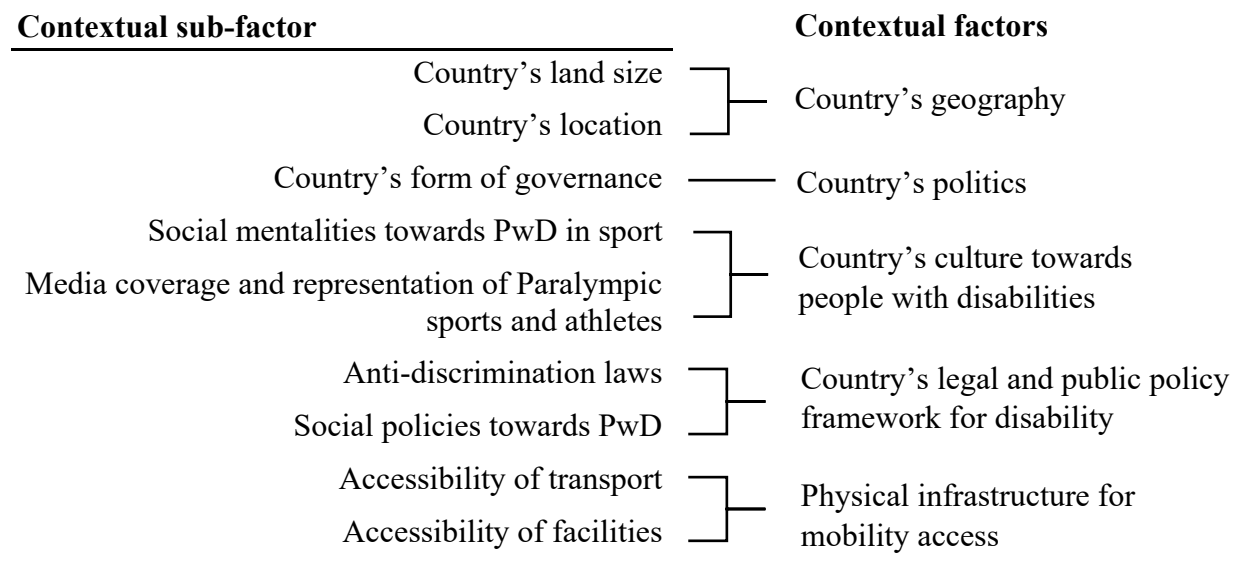 Contextual sub-factor
Contextual factors
Country’s land size
Country’s location
Country’s geography
Country’s form of governance
Country’s politics
Social mentalities towards PwD in sport
Media coverage and representation of Paralympic
sports and athletes
Country’s culture towards
people with disabilities
Anti-discrimination laws
Social policies towards PwD
Country’s legal and public policy
framework for disability
Accessibility of transport
Accessibility of facilities
Physical infrastructure for
mobility access